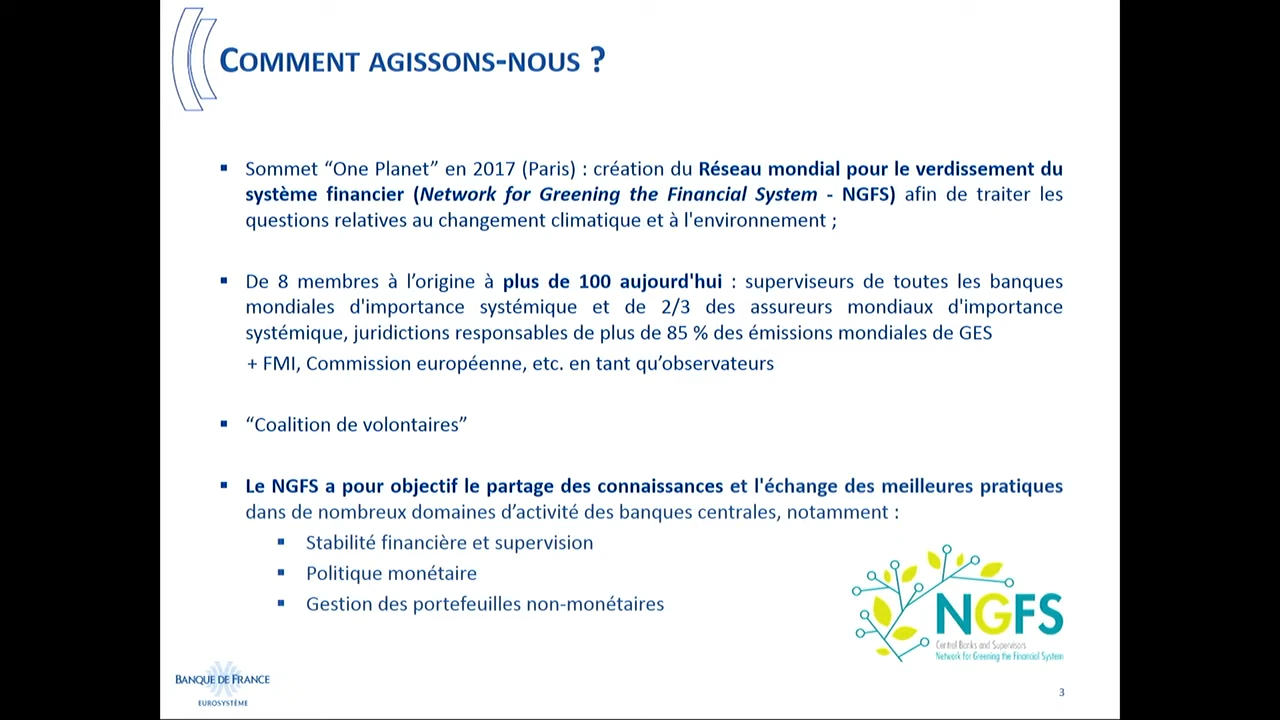 COMMENT AGISSONS-NOUS ?
▪ Sommet “One Planet” en 2017 (Paris) : création du Réseau mondial pour le verdissement du
système financier (Network for Greening the Financial System - NGFS) afin de traiter les
questions relatives au changement climatique et à l'environnement ;
▪ De 8 membres à l’origine à plus de 100 aujourd'hui : superviseurs de toutes les banques
mondiales d'importance systémique et de 2/3 des assureurs mondiaux d'importance
systémique, juridictions responsables de plus de 85 % des émissions mondiales de GES
+ FMI, Commission européenne, etc. en tant qu’observateurs
▪ “Coalition de volontaires”
▪ Le NGFS a pour objectif le partage des connaissances et l'échange des meilleures pratiques
dans de nombreux domaines d’activité des banques centrales, notamment :
▪ Stabilité financière et supervision
▪ Politique monétaire
▪ Gestion des portefeuilles non-monétaires
NGFS
Central Banks and Supervisors
Network for Greening the Financial System
BANQUE DE FRANCE
EUROSYSTÈME
3